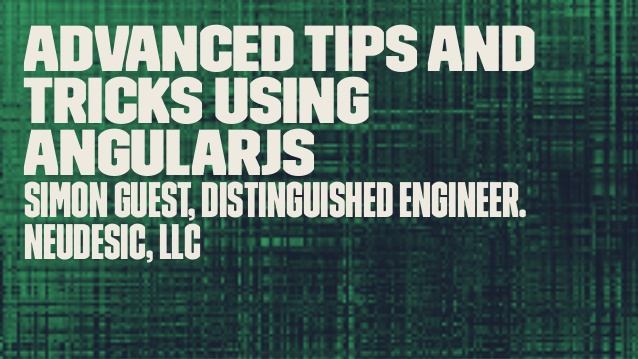 ADVANCED TIPS AND
TRICKS USING
ANGULARJS
SIMON GUEST, DISTINGUISHED ENGINEER.
NEUDESIC, LLC